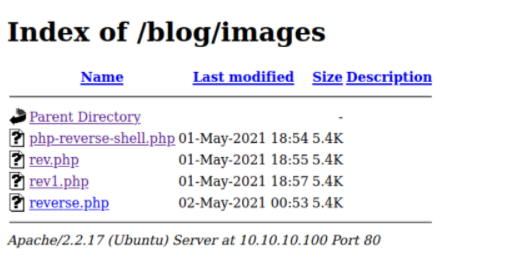 Index of /blog/images
Name Last modified Size Description
Parent Directory -
php-reverse-shell.php 01-May-2021 18:54 5.4K
rev.php 01-May-2021 18:55 5.4K
rev1.php 01-May-2021 18:57 5.4K
reverse.php 02-May-2021 00:53 5.4K
Apache/2.2.17 (Ubuntu) Server at 10.10.10.100 Port 80